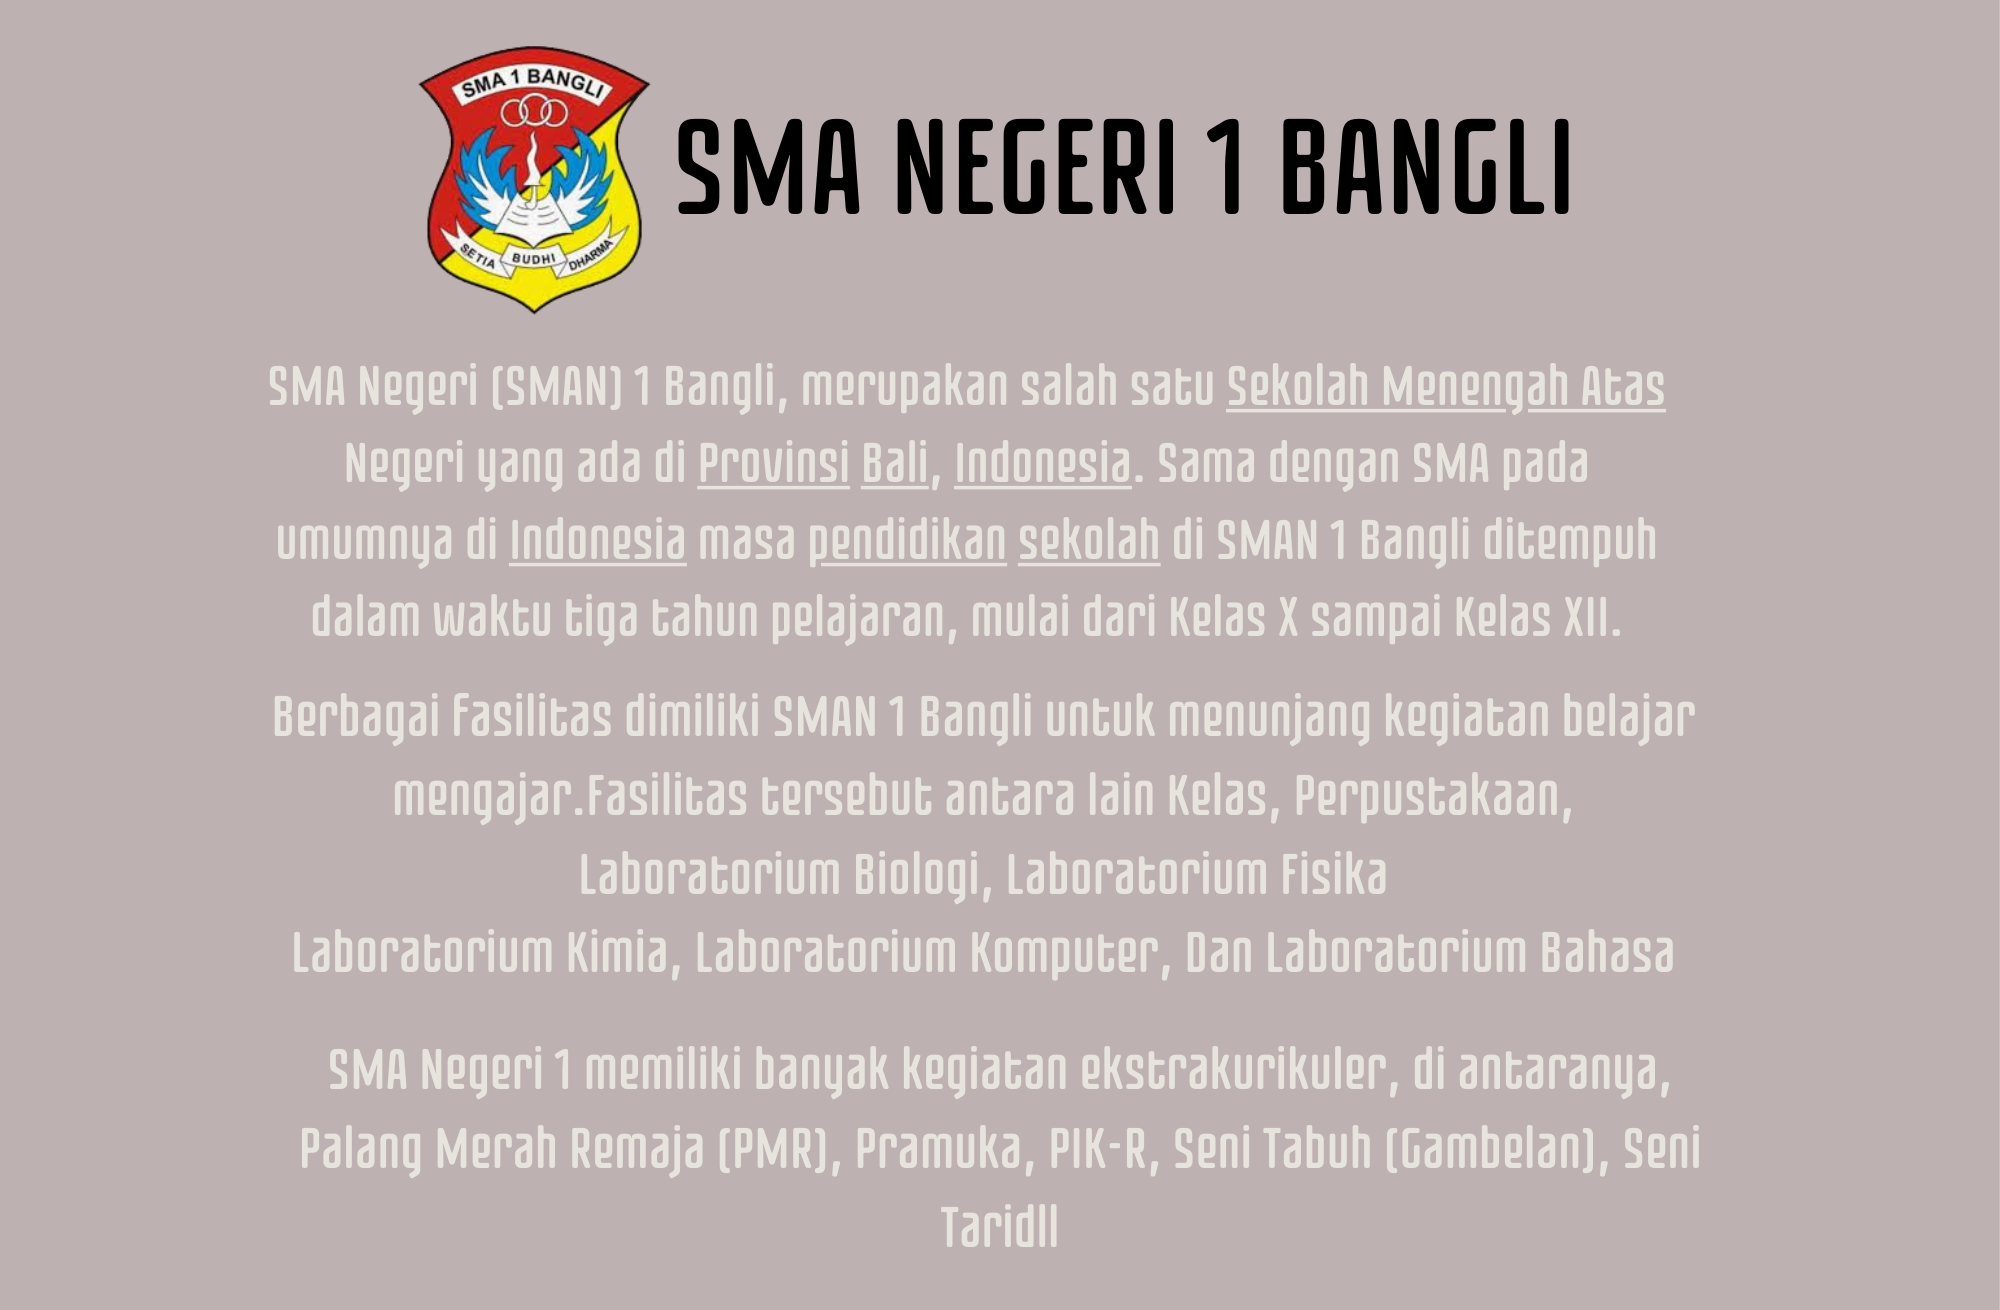 SMA 1 BANGLI
SETIA BUDHI DHARMA
SMA NEGERI 1 BANGLI
SMA Negeri (SMAN) 1 Bangli, merupakan salah satu Sekolah Menengah Atas
Negeri yang ada di Provinsi Bali, Indonesia. Sama dengan SMA pada
umumnya di Indonesia masa pendidikan sekolah di SMAN 1 Bangli ditempuh
dalam waktu tiga tahun pelajaran, mulai dari Kelas X sampai Kelas XII.
Berbagai fasilitas dimiliki SMAN 1 Bangli untuk menunjang kegiatan belajar
mengajar.Fasilitas tersebut antara lain Kelas, Perpustakaan,
Laboratorium Biologi, Laboratorium Fisika
Laboratorium Kimia, Laboratorium Komputer, Dan Laboratorium Bahasa
SMA Negeri 1 memiliki banyak kegiatan ekstrakurikuler, di antaranya,
Palang Merah Remaja (PMR), Pramuka, PIK-R, Seni Tabuh (Gambelan), Seni
Taridll